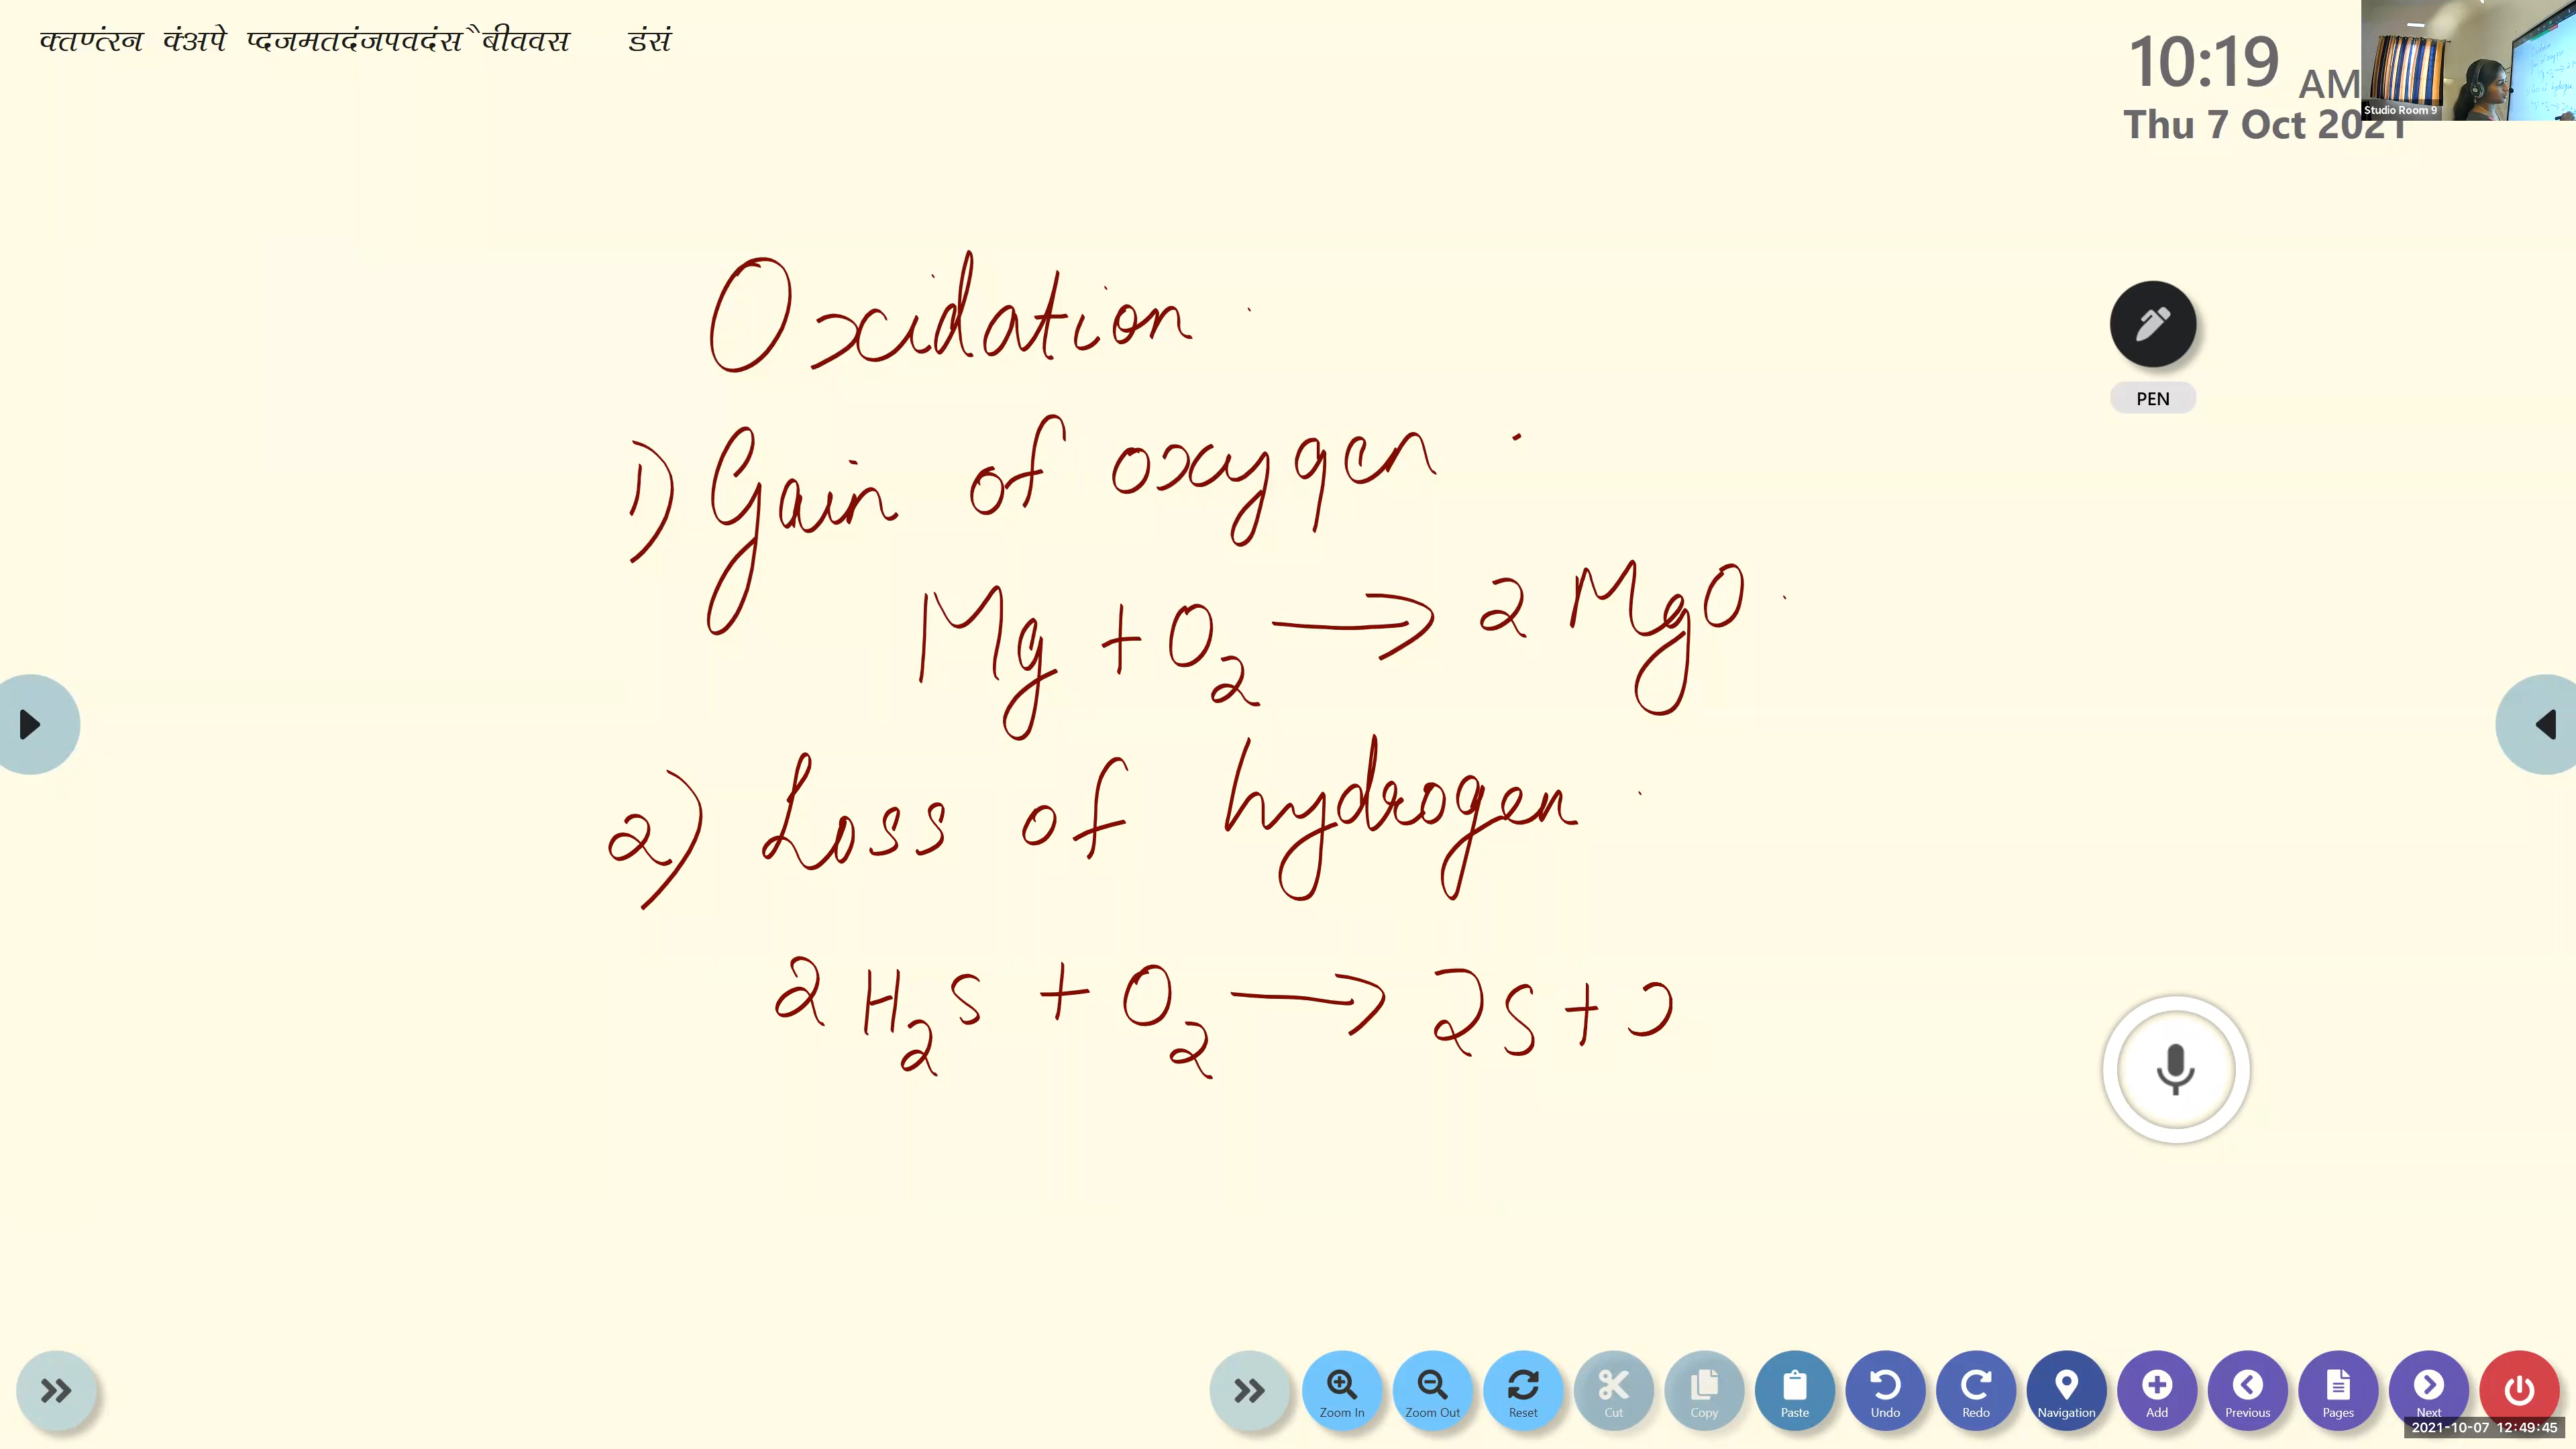 क्तण्त्ंरन क्ंअपे प्दजमतदंजपवदंस ैबीववस डंसं
10:19 AM
Studio Room 9
Thu 7 Oct 2021
Oxidation
1) Gain of oxygen
PEN
Mg + O2 → 2 MgO
2) Loss of hydrogen
2 H2S + O2 → 2S + 2
Zoom In Zoom Out Reset Cut Copy Paste Undo Redo Navigation Add Previous Pages Next
2021-10-07 12:49:45